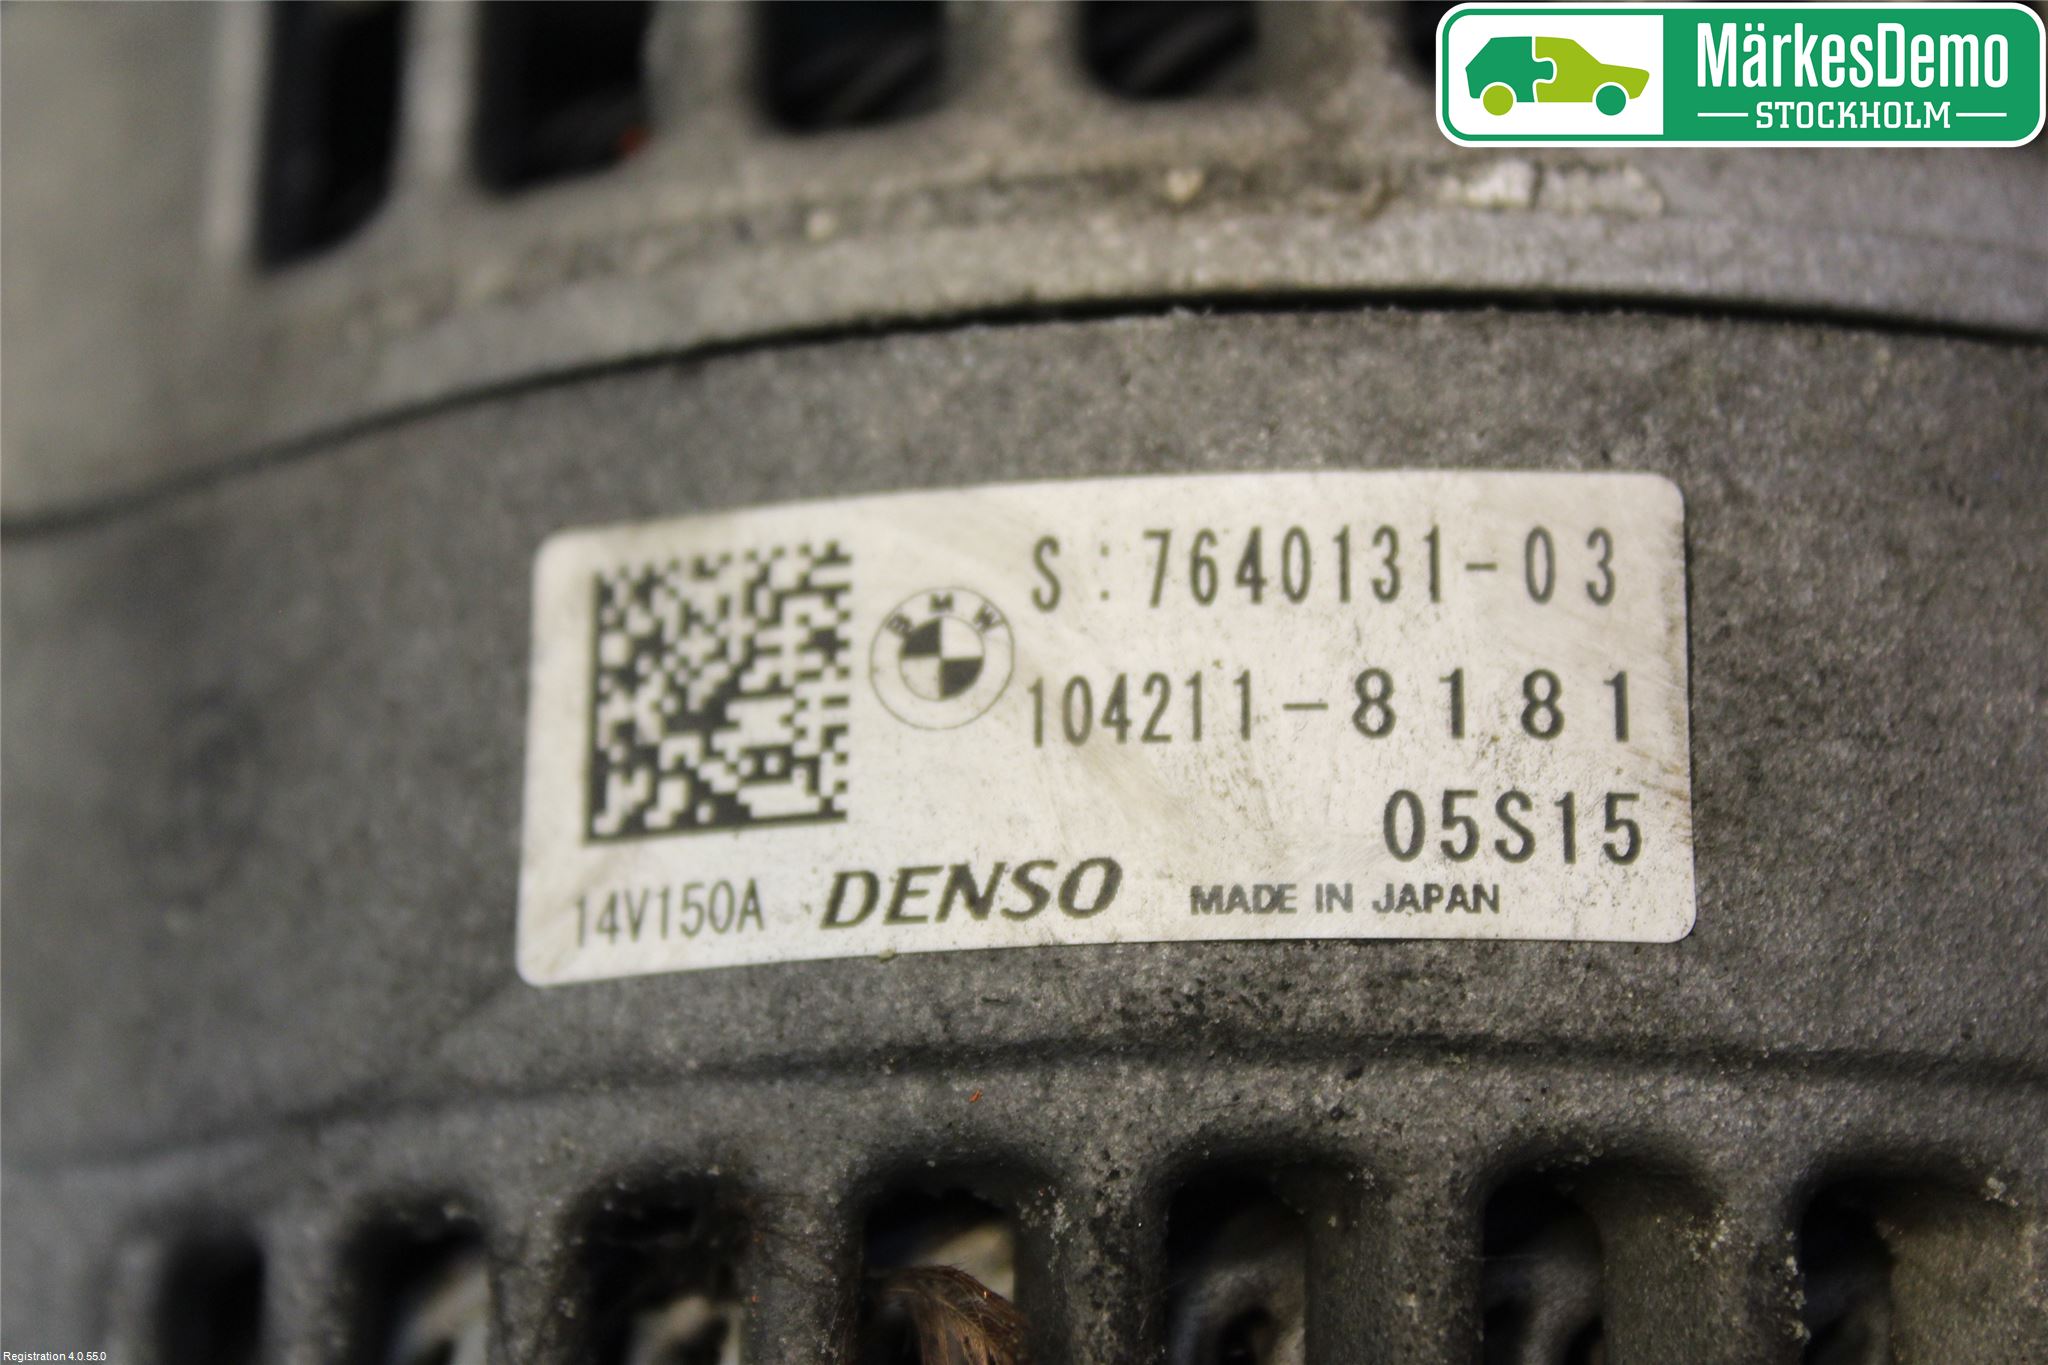 MärkesDemo
STOCKHOLM
S:7640131-03
BMW
104211-8181
05S15
14V150A DENSO MADE IN JAPAN
Registration 4.0.55.0